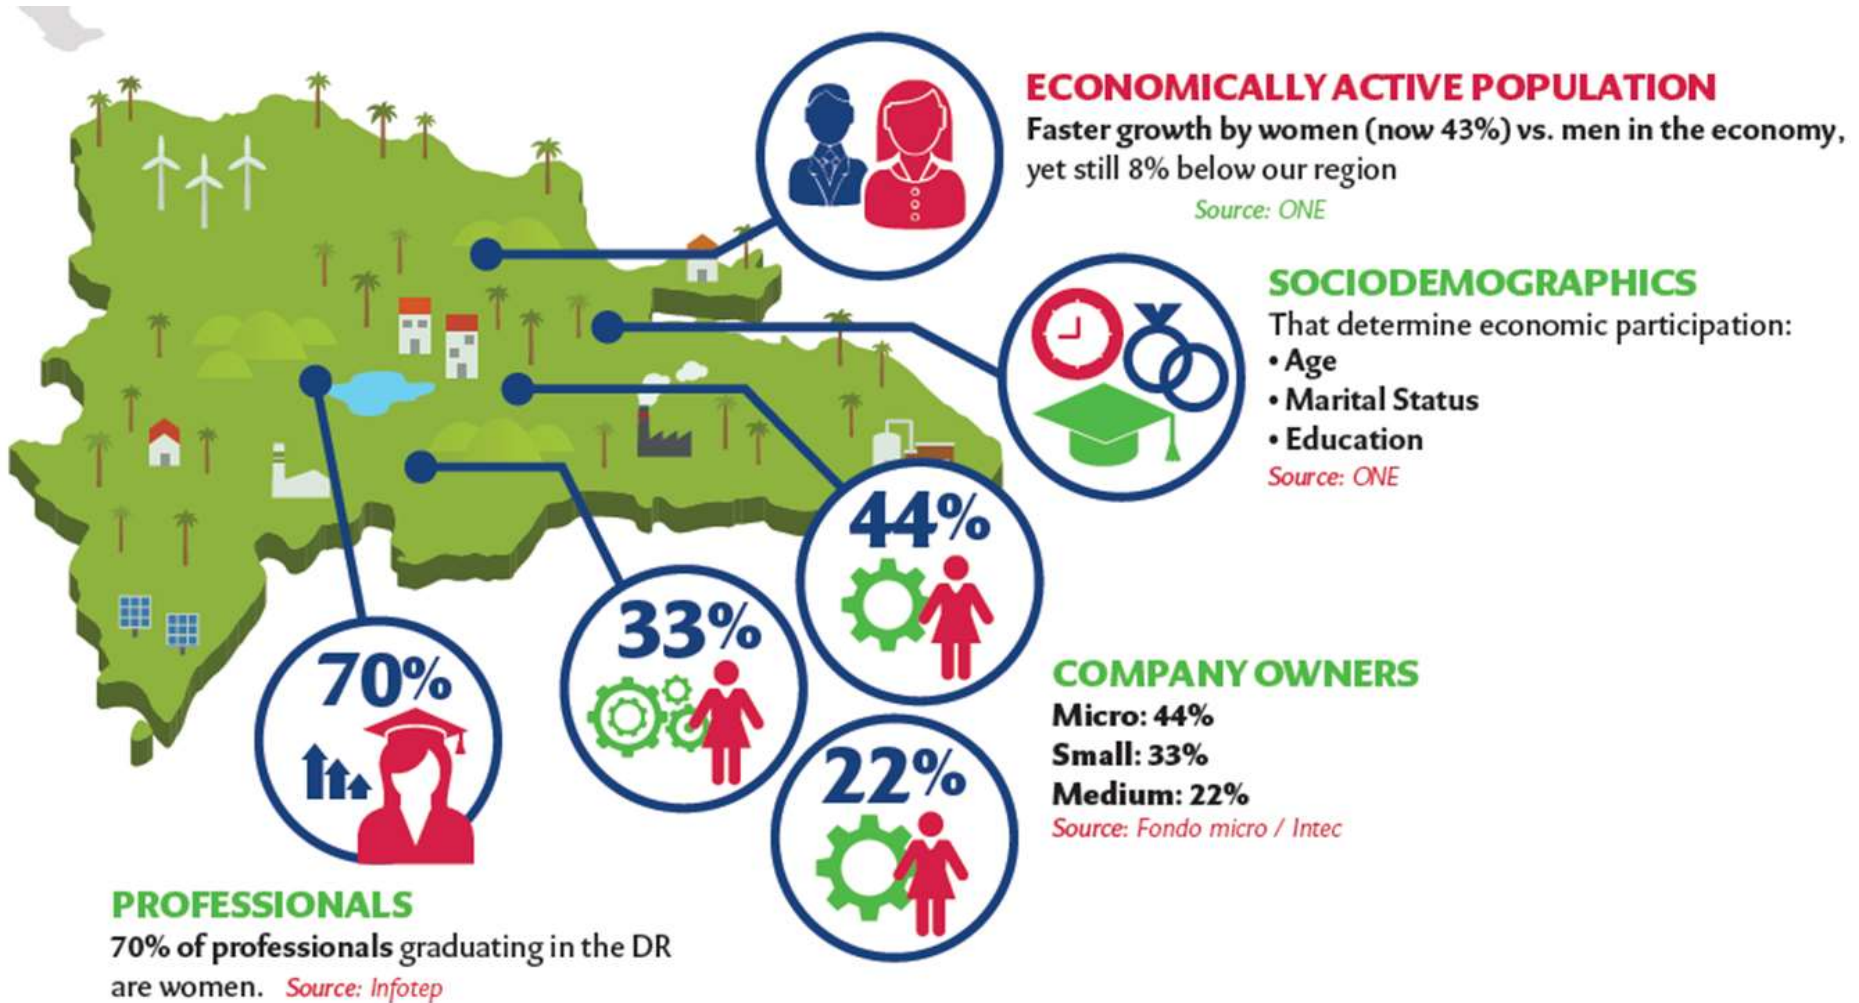 ECONOMICALLY ACTIVE POPULATION
Faster growth by women (now 43%) vs. men in the economy,
yet still 8% below our region
Source: ONE
SOCIODEMOGRAPHICS
That determine economic participation:
• Age
• Marital Status
• Education
Source: ONE
44%
33%
70%
22%
COMPANY OWNERS
Micro: 44%
Small: 33%
Medium: 22%
Source: Fondo micro / Intec
PROFESSIONALS
70% of professionals graduating in the DR
are women. Source: Infotep